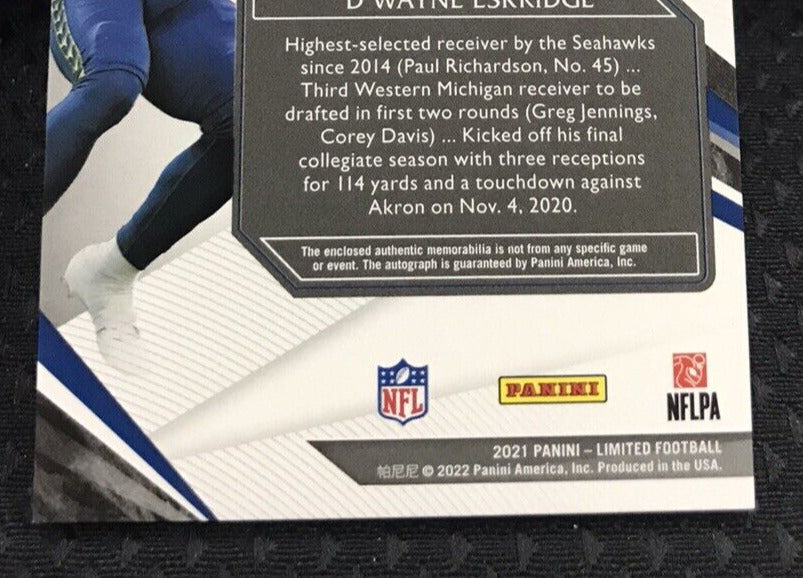 D'WAYNE ESKRIDGE
Highest-selected receiver by the Seahawks
since 2014 (Paul Richardson, No. 45) ...
Third Western Michigan receiver to be
drafted in first two rounds (Greg Jennings,
Corey Davis) ... Kicked off his final
collegiate season with three receptions
for 114 yards and a touchdown against
Akron on Nov. 4, 2020.
The enclosed authentic memorabilia is not from any specific game
or event. The autograph is guaranteed by Panini America, Inc.
NFL
PANINI
NFLPA
2021 PANINI – LIMITED FOOTBALL
帕尼尼 © 2022 Panini America, Inc. Produced in the USA.